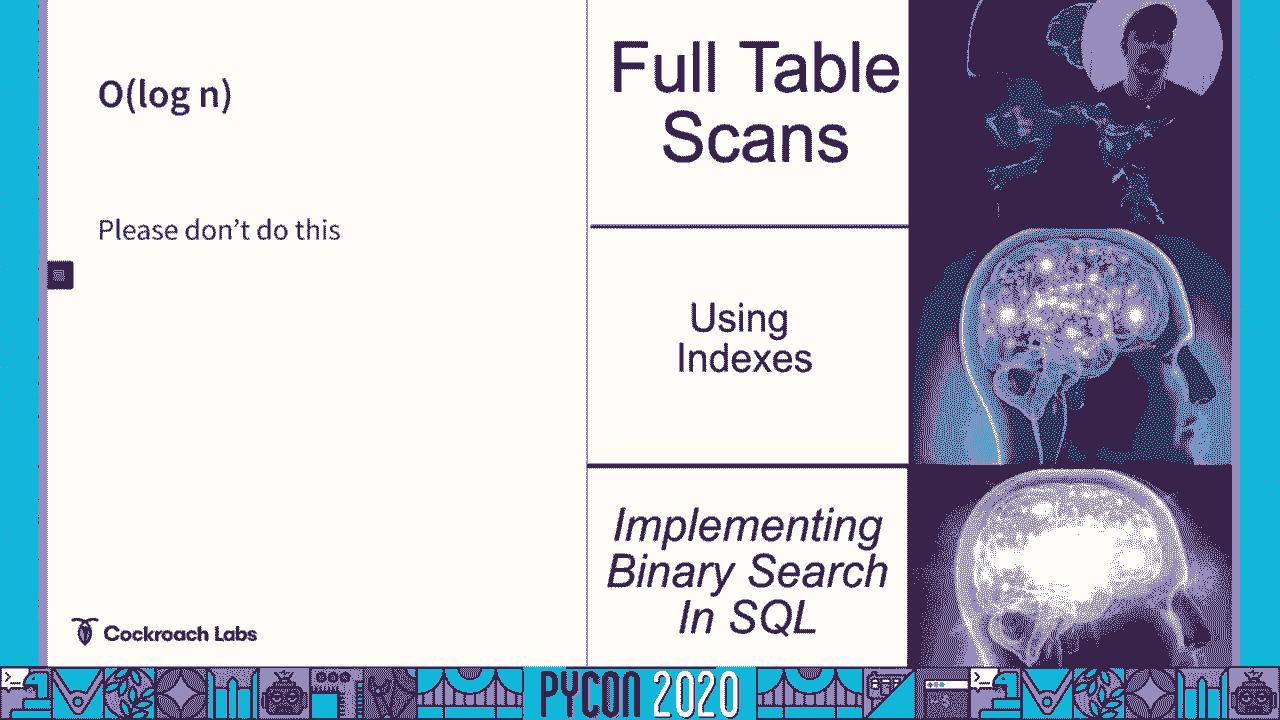 O(log n)
Please don't do this
Full Table
Scans
Using
Indexes
Implementing
Binary Search
In SQL
Cockroach Labs
PYCON 2020